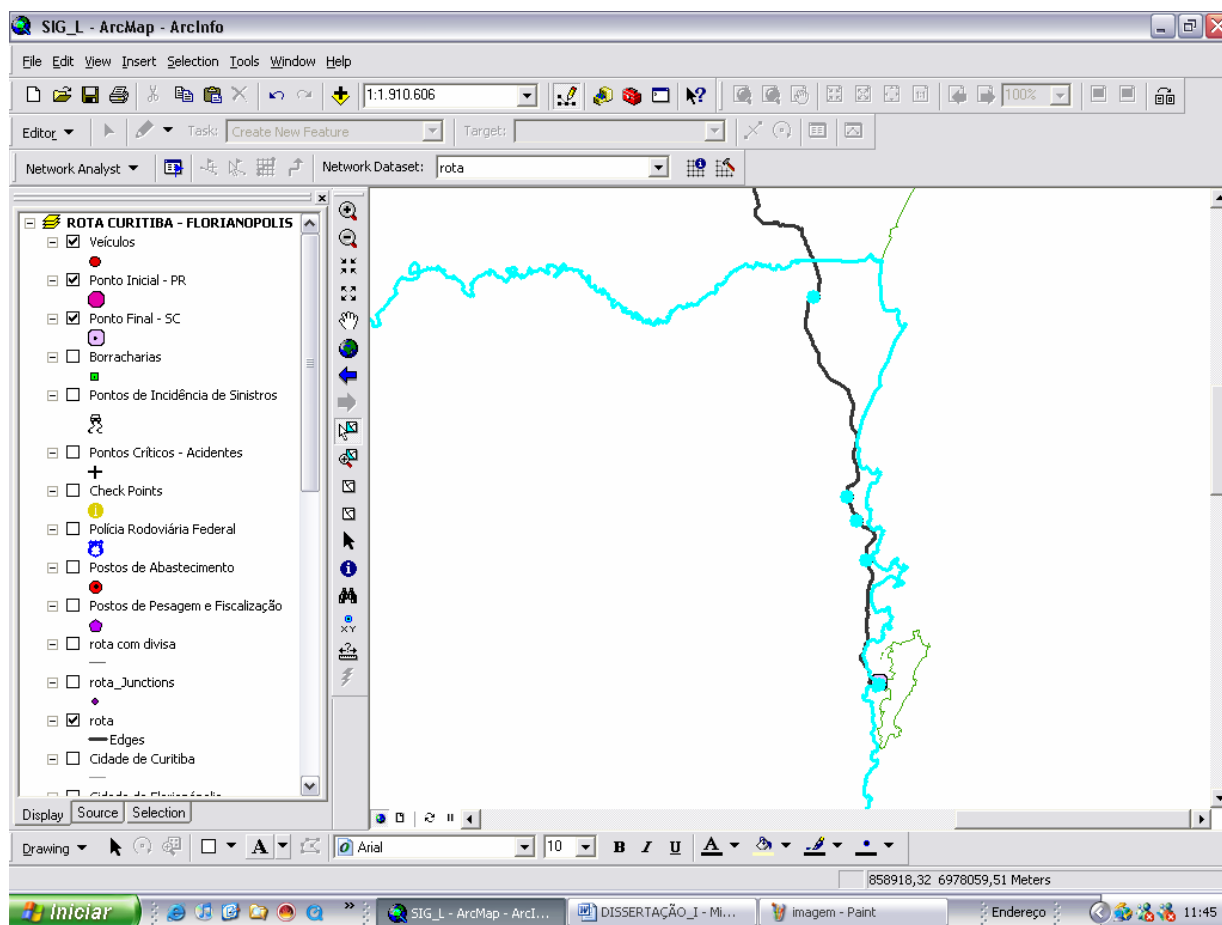 SIG_L - ArcMap - ArcInfo
File Edit View Insert Selection Tools Window Help
1:1.910.606
100%
1:1
Editor Task: Create New Feature Target:
Network Analyst Network Dataset: rota
ROTA CURITIBA - FLORIANOPOLIS
Veículos
Ponto Inicial - PR
Ponto Final - SC
Borracharias
Pontos de Incidência de Sinistros
Pontos Críticos - Acidentes
Check Points
Polícia Rodoviária Federal
Postos de Abastecimento
Postos de Pesagem e Fiscalização
rota com divisa
rota_Junctions
rota
Edges
Cidade de Curitiba
XY
Display Source Selection
Drawing A Arial 10 B I U A
858918,32 6978059,51 Meters
Iniciar » SIG_L - ArcMap - ArcI... DISSERTAÇÃO_I - Mi... imagem - Paint Endereço 11:45